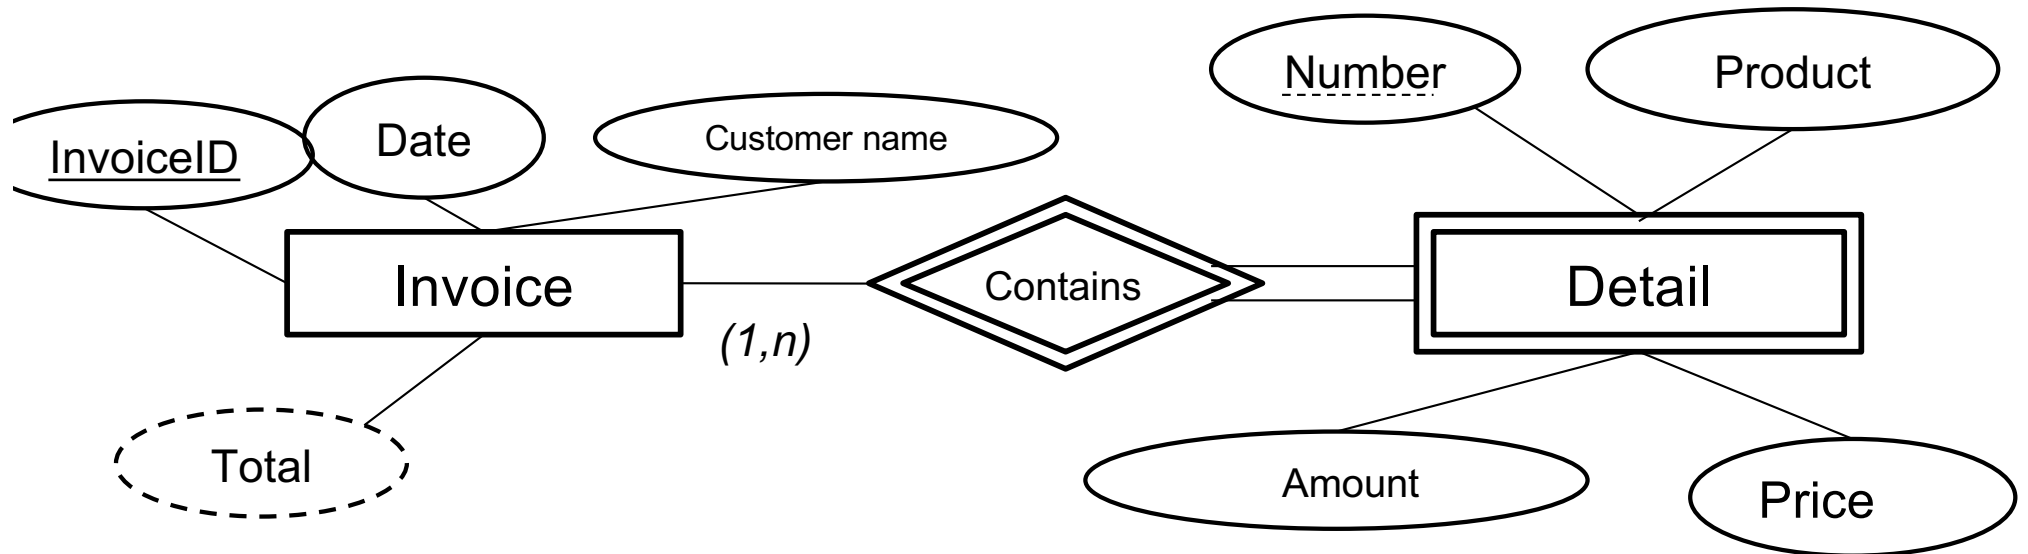 Number
Product
InvoiceID
Date
Customer name
Invoice
Contains
Detail
(1,n)
Total
Amount
Price